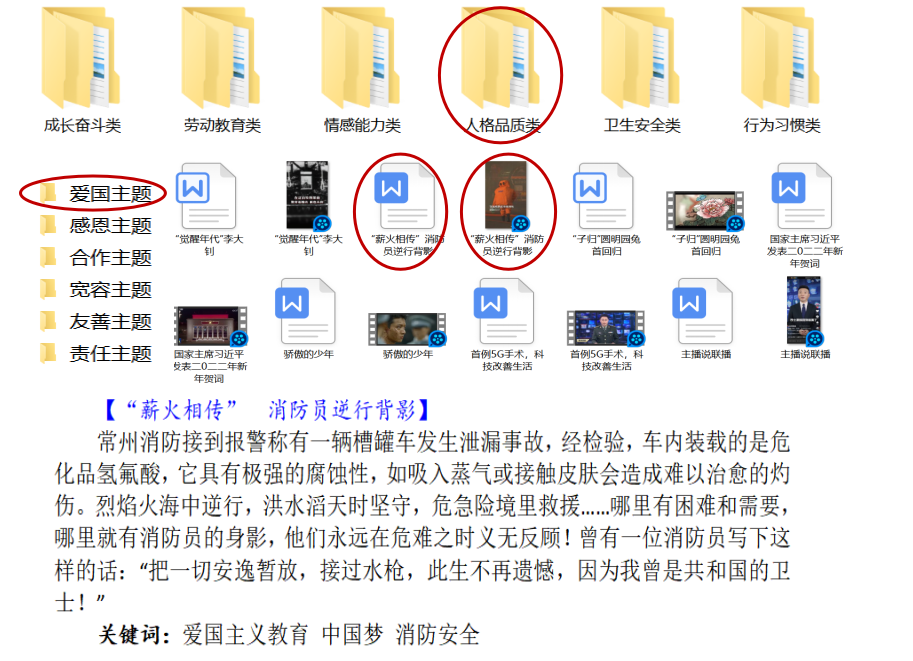 成长奋斗类 劳动教育类 情感能力类 人格品质类 卫生安全类 行为习惯类
爱国主题
感恩主题
合作主题
宽容主题
友善主题
责任主题
“觉醒年代”李大
钊
“觉醒年代”李大
钊
“薪火相传”消防
员逆行背影
“薪火相传”消防
员逆行背影
“子归”圆明园兔
首回归
“子归”圆明园兔
首回归
国家主席习近平
发表二〇二二年新
年贺词
国家主席习近平
发表二〇二二年新
年贺词
骄傲的少年
骄傲的少年
首例5G手术，科
技改善生活
首例5G手术，科
技改善生活
主播说联播
主播说联播
【“薪火相传” 消防员逆行背影】
常州消防接到报警称有一辆槽罐车发生泄漏事故，经检验，车内装载的是危
化品氢氟酸，它具有极强的腐蚀性，如吸入蒸气或接触皮肤会造成难以治愈的灼
伤。烈焰火海中逆行，洪水滔天时坚守，危急险境里救援……哪里有困难和需要，
哪里就有消防员的身影，他们永远在危难之时义无反顾！曾有一位消防员写下这
样的话：“把一切安逸暂放，接过水枪，此生不再遗憾，因为我曾是共和国的卫
士！”
关键词：爱国主义教育 中国梦 消防安全